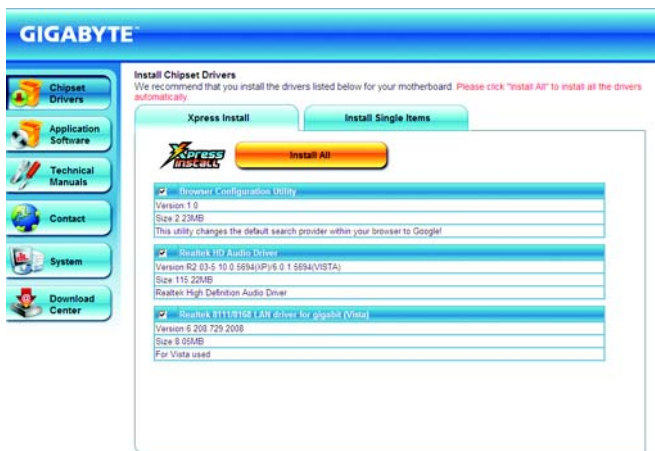 GIGABYTE™
Chipset
Drivers
Application
Software
Technical
Manuals
Contact
System
Download
Center
Install Chipset Drivers
We recommend that you install the drivers listed below for your motherboard. Please click "Install All" to install all the drivers
automatically.
Xpress Install
Install Single Items
Xpress
Install
Install All
Browser Configuration Utility
Version:1.0
Size:2.23MB
This utility changes the default search provider within your browser to Google!
Realtek HD Audio Driver
Version:R2.03-5.10.0.5694(XP)/6.0.1.5694(VISTA)
Size:115.22MB
Realtek High Definition Audio Driver
Realtek 8111/8168 LAN driver for gigabit (Vista)
Version:6.208.729.2008
Size:8.05MB
For Vista used